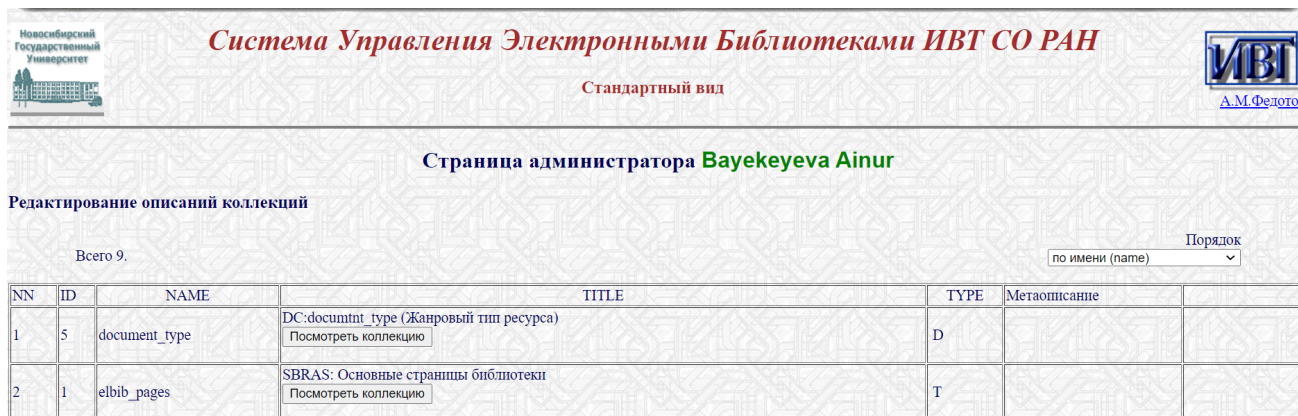 Новосибирский
Государственный
Университет
Система Управления Электронными Библиотеками ИВТ СО РАН
Стандартный вид
ИВТ
А.М.Федото
Страница администратора Bayekeyeva Ainur
Редактирование описаний коллекций
Порядок
Всего 9.
по имени (name)
NN ID NAME TITLE TYPE Метаописание
1 5 document_type DC:documtnt_type (Жанровый тип ресурса) D
Посмотреть коллекцию
2 1 elbib_pages SBRAS: Основные страницы библиотеки T
Посмотреть коллекцию